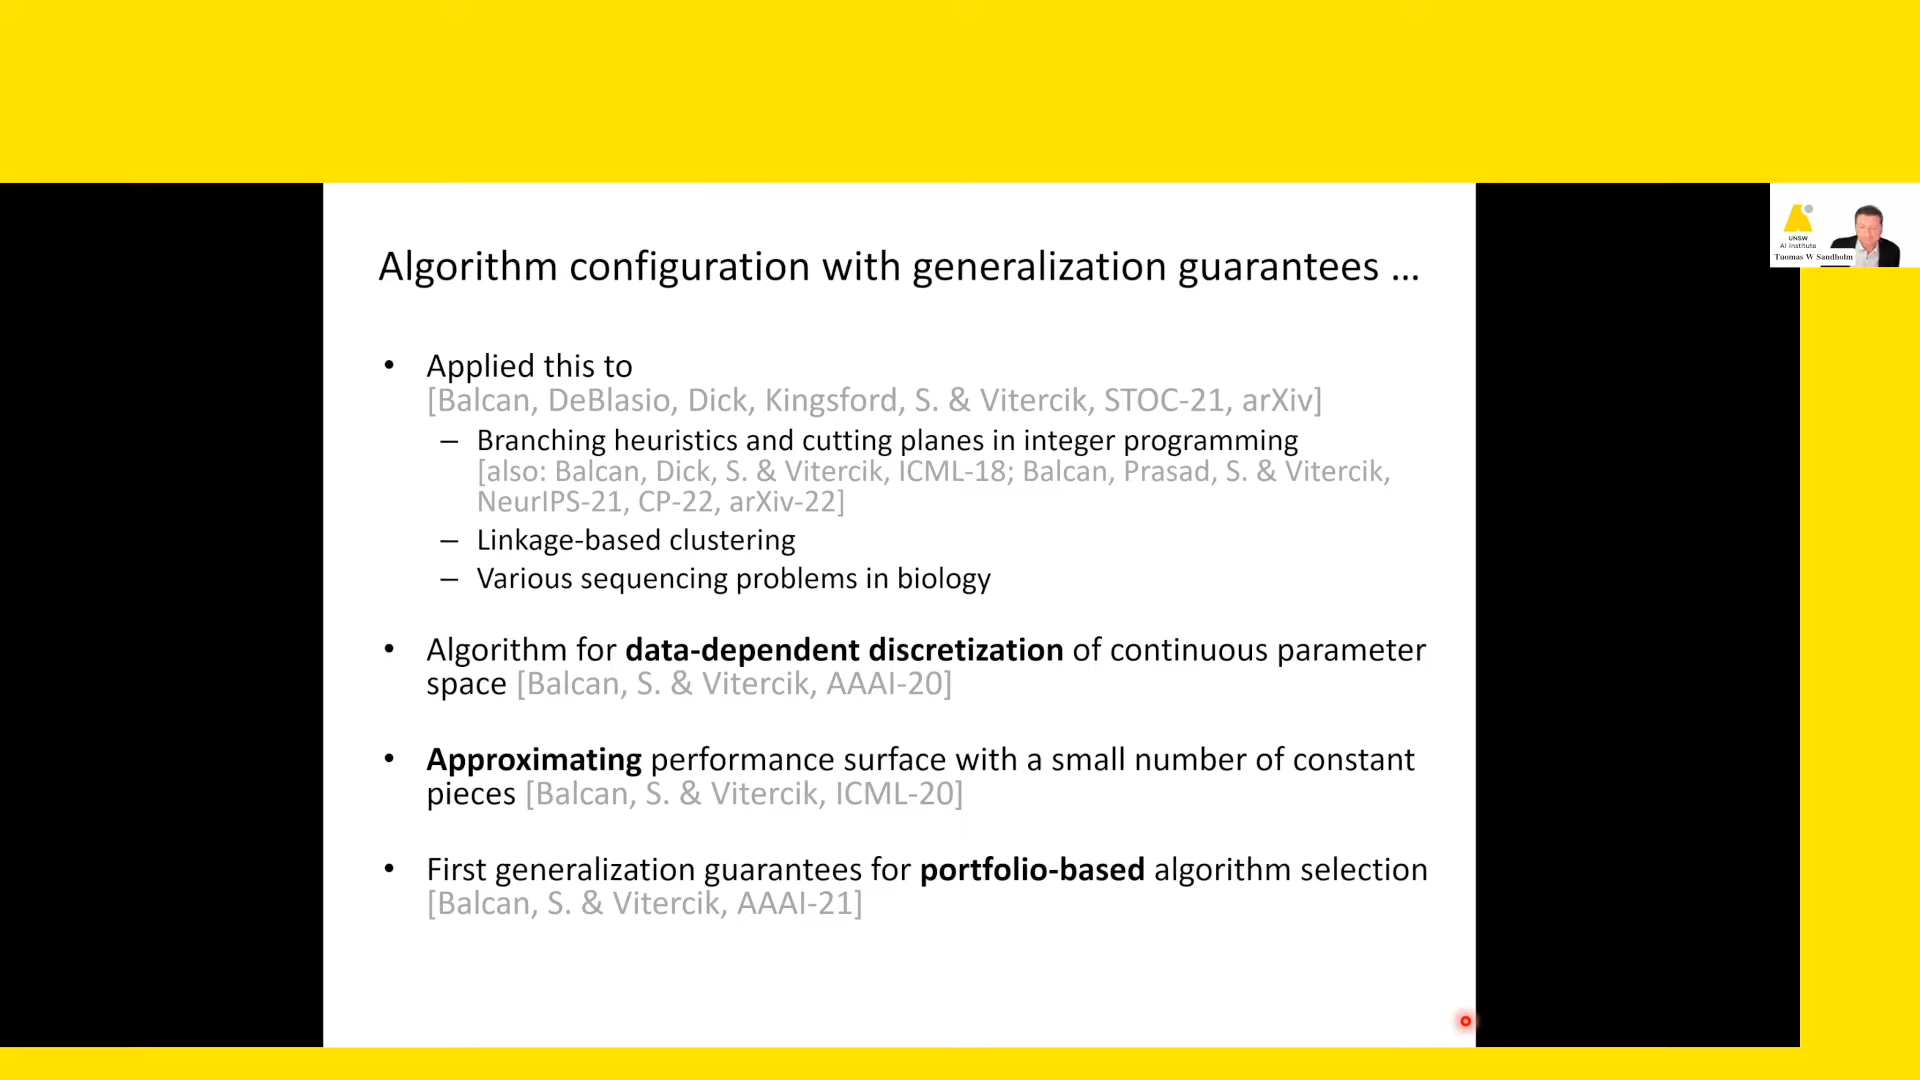 Algorithm configuration with generalization guarantees ...
UNSW
AI Institute
Tuomas W Sandholm
• Applied this to
[Balcan, DeBlasio, Dick, Kingsford, S. & Vitercik, STOC-21, arXiv]
– Branching heuristics and cutting planes in integer programming
[also: Balcan, Dick, S. & Vitercik, ICML-18; Balcan, Prasad, S. & Vitercik,
NeurIPS-21, CP-22, arXiv-22]
– Linkage-based clustering
– Various sequencing problems in biology
• Algorithm for data-dependent discretization of continuous parameter
space [Balcan, S. & Vitercik, AAAI-20]
• Approximating performance surface with a small number of constant
pieces [Balcan, S. & Vitercik, ICML-20]
• First generalization guarantees for portfolio-based algorithm selection
[Balcan, S. & Vitercik, AAAI-21]